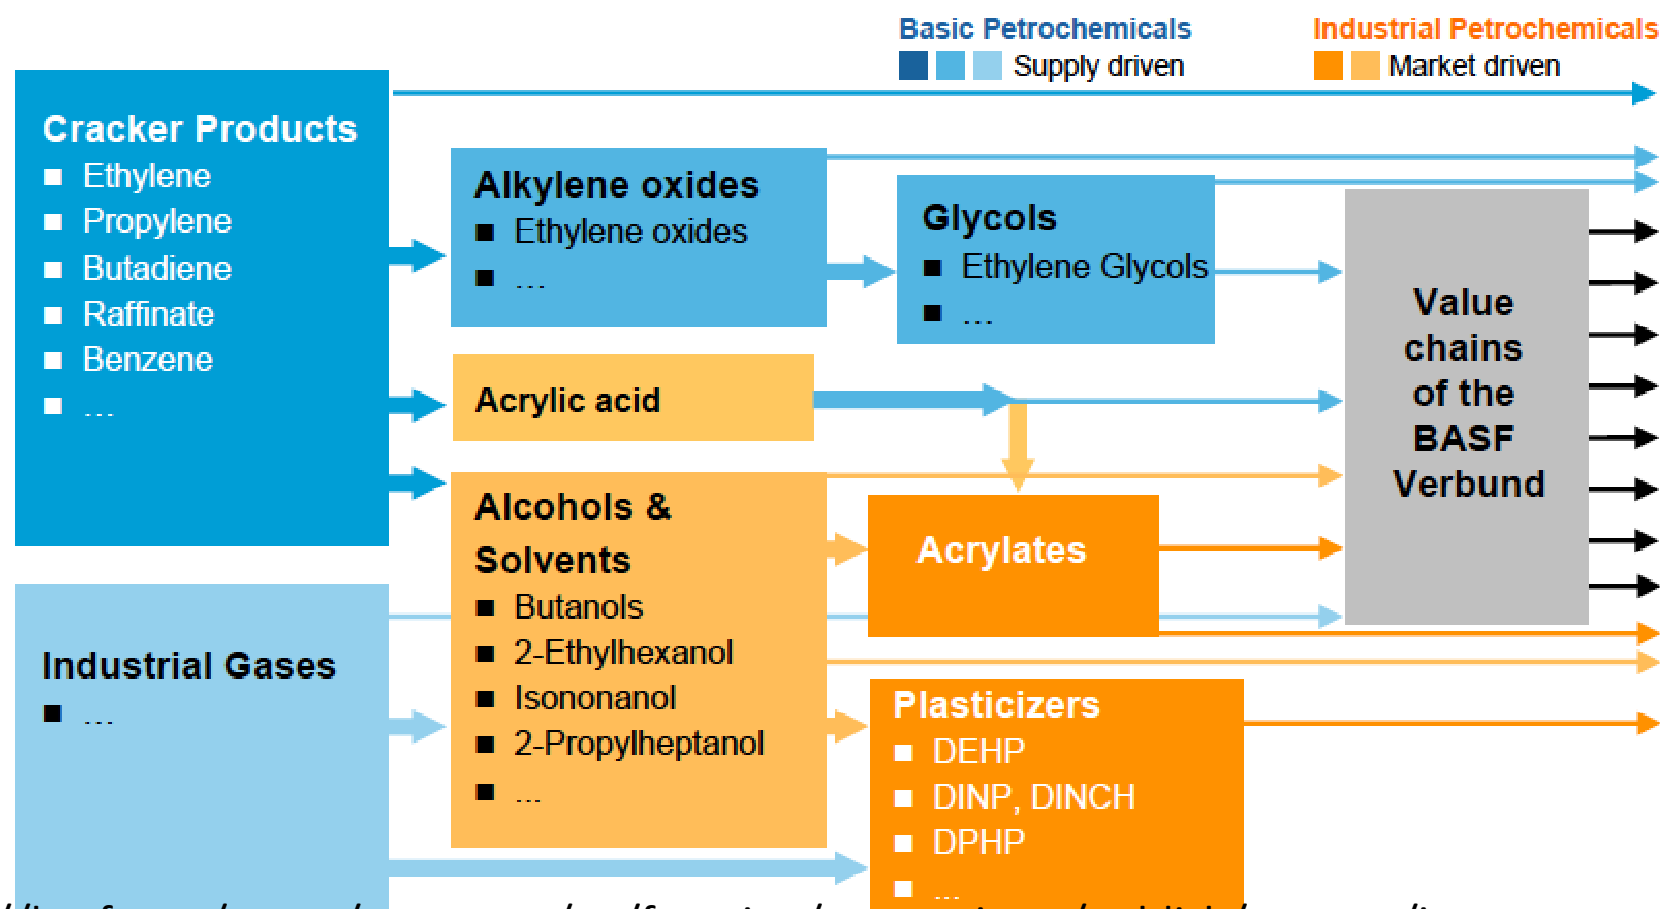 Basic Petrochemicals
Supply driven
Industrial Petrochemicals
Market driven
Cracker Products
Ethylene
Propylene
Butadiene
Raffinate
Benzene
...
Industrial Gases
...
Alkylene oxides
Ethylene oxides
...
Acrylic acid
Alcohols &
Solvents
Butanols
2-Ethylhexanol
Isononanol
2-Propylheptanol
...
Glycols
Ethylene Glycols
...
Acrylates
Plasticizers
DEHP
DINP, DINCH
DPHP
...
Value
chains
of the
BASF
Verbund